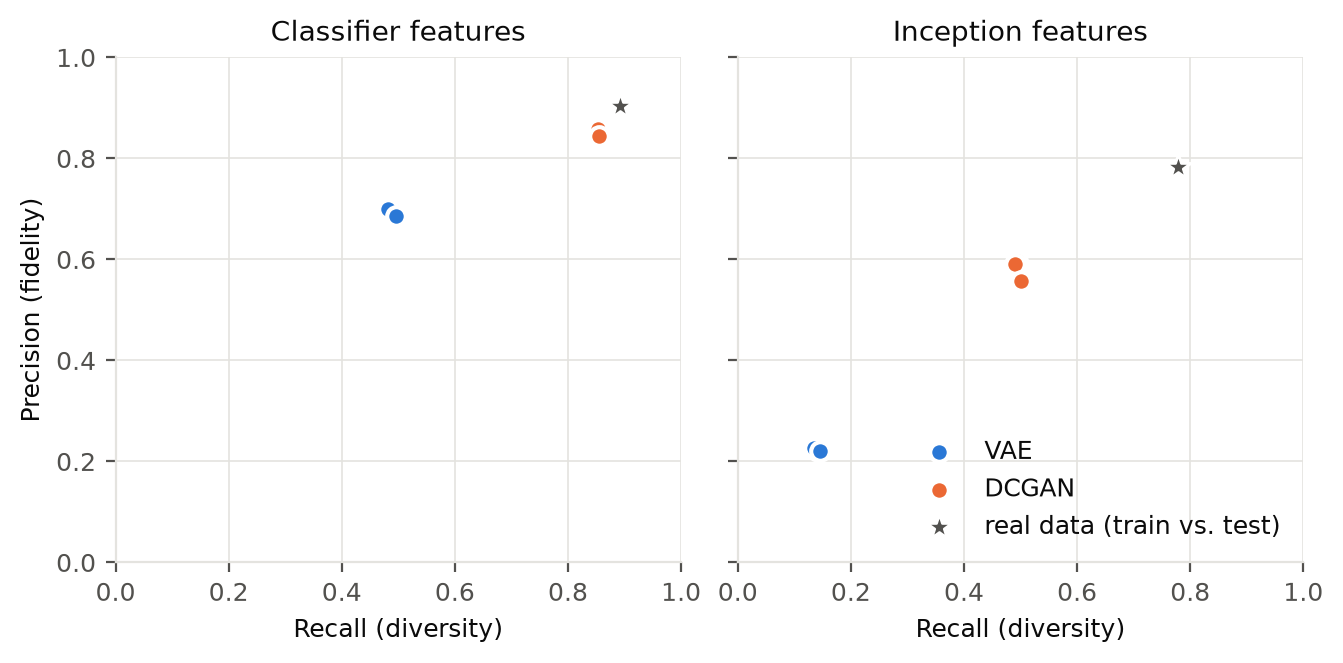 Classifier features
Inception features
Precision (fidelity)
1.0
0.8
0.6
0.4
0.2
0.0
0.0 0.2 0.4 0.6 0.8 1.0
Recall (diversity)
VAE
DCGAN
real data (train vs. test)
0.0 0.2 0.4 0.6 0.8 1.0
Recall (diversity)